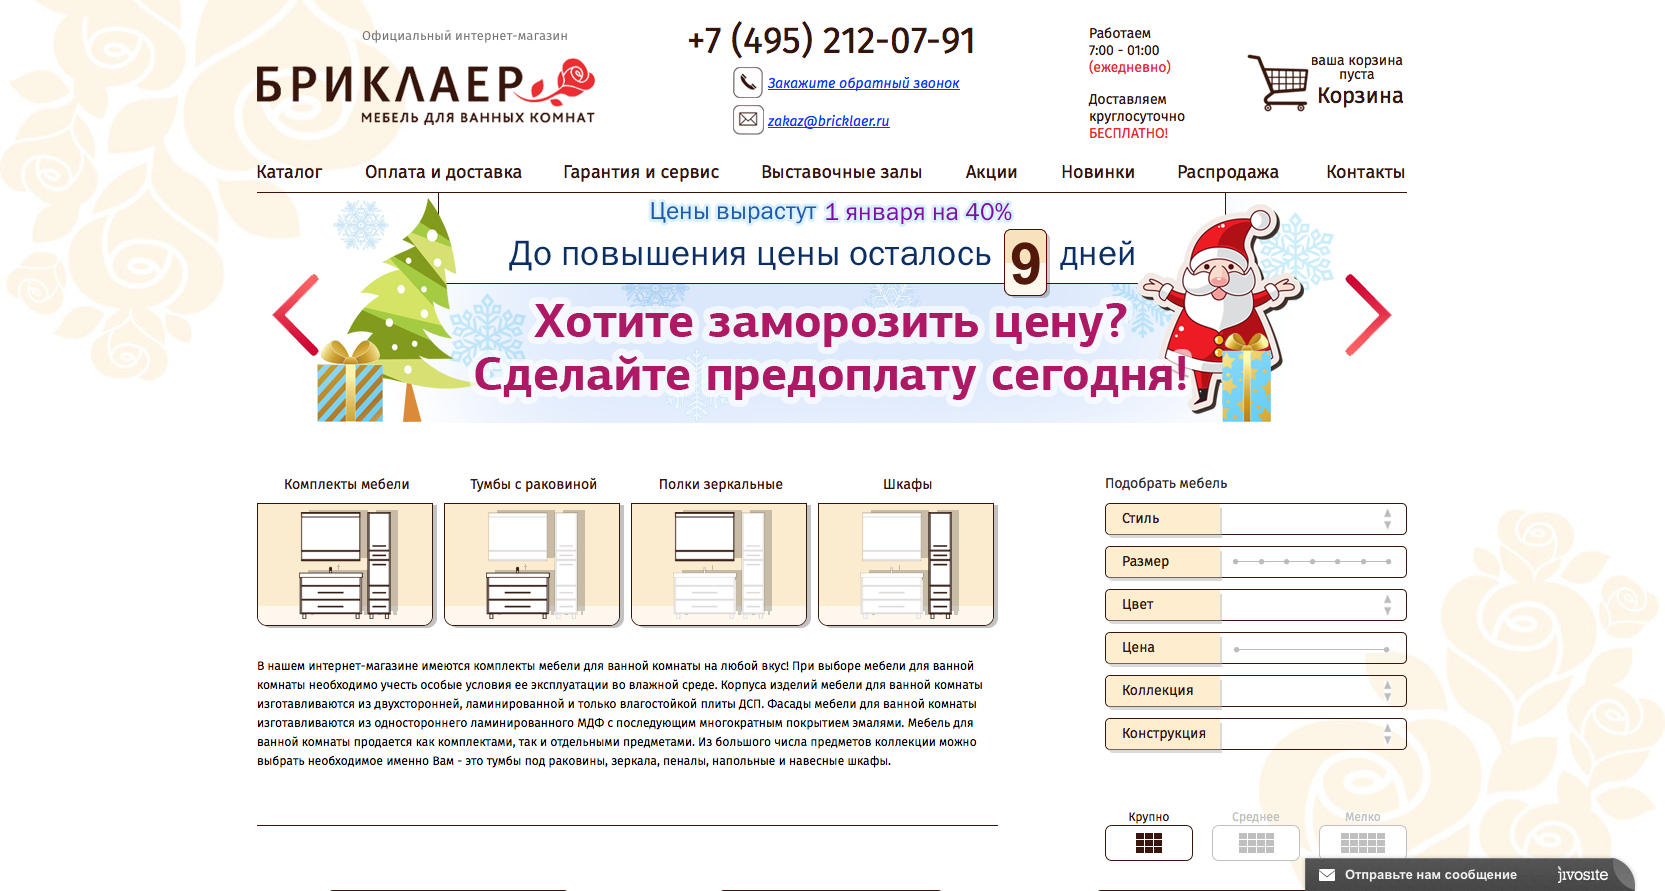 Официальный интернет-магазин
БРИКЛАЕР
МЕБЕЛЬ ДЛЯ ВАННЫХ КОМНАТ
+7 (495) 212-07-91
Закажите обратный звонок
zakaz@bricklaer.ru
Работаем
7:00 - 01:00
(ежедневно)
Доставляем
круглосуточно
БЕСПЛАТНО!
ваша корзина
пуста
Корзина
Каталог Оплата и доставка Гарантия и сервис Выставочные залы Акции Новинки Распродажа Контакты
Цены вырастут 1 января на 40%
До повышения цены осталось 9 дней
Хотите заморозить цену?
Сделайте предоплату сегодня!
Комплекты мебели Тумбы с раковиной Полки зеркальные Шкафы
В нашем интернет-магазине имеются комплекты мебели для ванной комнаты на любой вкус! При выборе мебели для ванной
комнаты необходимо учесть особые условия ее эксплуатации во влажной среде. Корпуса изделий мебели для ванной комнаты
изготавливаются из двухсторонней, ламинированной и только влагостойкой плиты ДСП. Фасады мебели для ванной комнаты
изготавливаются из одностороннего ламинированного МДФ с последующим многократным покрытием эмалями. Мебель для
ванной комнаты продается как комплектами, так и отдельными предметами. Из большого числа предметов коллекции можно
выбрать необходимое именно Вам - это тумбы под раковины, зеркала, пеналы, напольные и навесные шкафы.
Подобрать мебель
Стиль
Размер
Цвет
Цена
Коллекция
Конструкция
Крупно Среднее Мелко
Отправьте нам сообщение jivosite